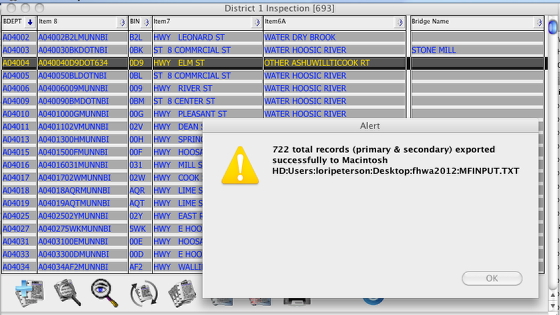 District 1 Inspection [693]
BDEPT Item 8 BIN Item7 Item6A Bridge Name
A04002 A04002B2LMUNNBI B2L HWY LEONARD ST WATER DRY BROOK
A04003 A040030BKDOTNBI 0BK ST 8 COMMRCIAL ST WATER HOOSIC RIVER STONE MILL
A04004 A040040D9DOT634 0D9 HWY ELM ST OTHER ASHUWILLTICOOK RT
A04005 A040050BLDOTNBI 0BL ST 8 COMMRCIAL ST WATER HOOSIC RIVER
A04006 A04006009MUNNBI 009 HWY RIVER ST WATER HOOSIC RIVER
A04009 A040090BMDOTNBI 0BM ST 8 CENTER ST WATER HOOSIC RIVER
A04010 A0401000GMUNNBI 00G HWY PLEASANT ST WATER HOOSIC RIVER
A04011 A0401102VMUNNBI 02V HWY DEAN
A04013 A0401300HMUNNBI 00H HWY SPRIN
A04015 A0401500FMUNNBI 00F HWY HOOSA
A04016 A04016031MUNNBI 031 HWY MILL S
A04017 A0401702WMUNNBI 02W HWY COOK
A04018 A04018AQRMUNNBI AQR HWY LIME S
A04019 A04019AQTMUNNBI AQT HWY LIME S
A04025 A0402502YMUNNBI 02Y HWY EAST F
A04027 A040275WKMUNNBI 5WK HWY E HOO
A04031 A0403100EMUNNBI 00E HWY HOOSA
A04033 A0403300DMUNNBI 00D HWY E HOO
A04034 A04034AF2MUNNBI AF2 HWY WALLI
Alert
722 total records (primary & secondary) exported
successfully to Macintosh
HD:Users:loripeterson:Desktop:fhwa2012:MFINPUT.TXT
OK